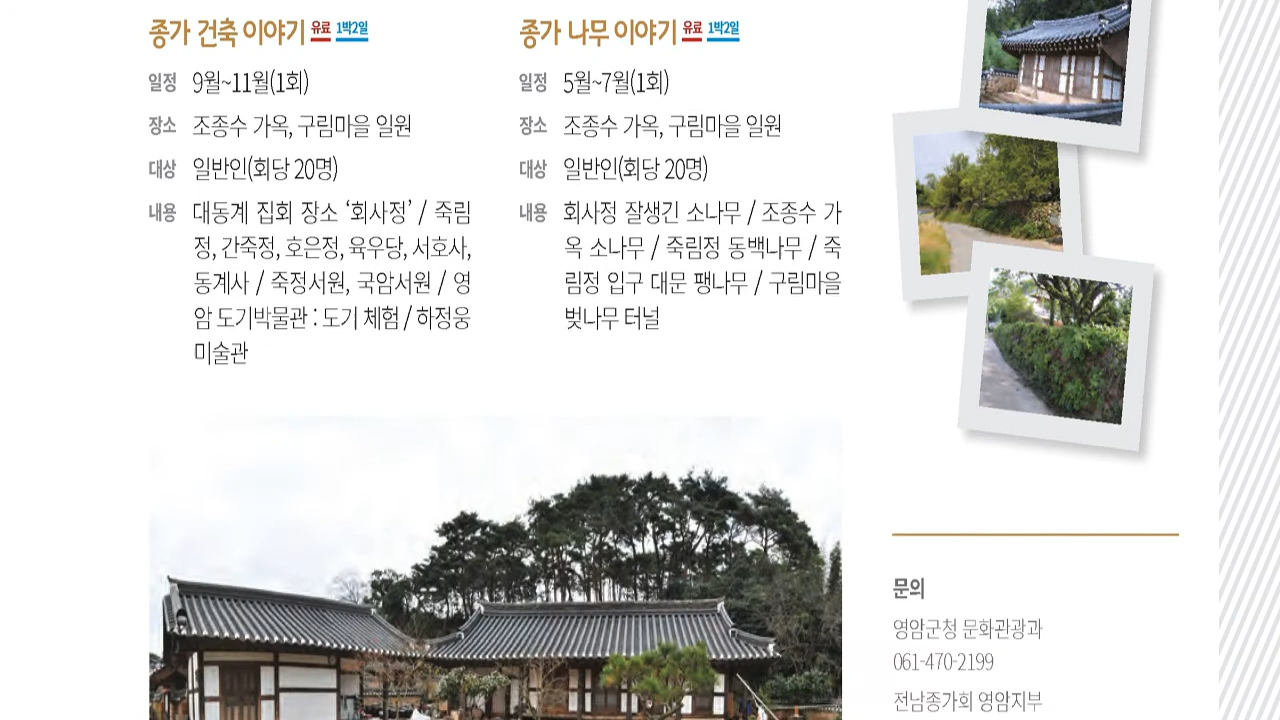 종가 건축 이야기 유료 1박2일
일정 9월~11월(1회)
장소 조종수 가옥, 구림마을 일원
대상 일반인(회당 20명)
내용 대동계 집회 장소 ‘회사정’ / 죽림
정, 간죽정, 호은정, 육우당, 서호사,
동계사 / 죽정서원, 국암서원 / 영
암 도기박물관 : 도기 체험 / 하정웅
미술관
종가 나무 이야기 유료 1박2일
일정 5월~7월(1회)
장소 조종수 가옥, 구림마을 일원
대상 일반인(회당 20명)
내용 회사정 잘생긴 소나무 / 조종수 가
옥 소나무 / 죽림정 동백나무 / 죽
림정 입구 대문 팽나무 / 구림마을
벚나무 터널
문의
영암군청 문화관광과
061-470-2199
전남종가회 영암지부